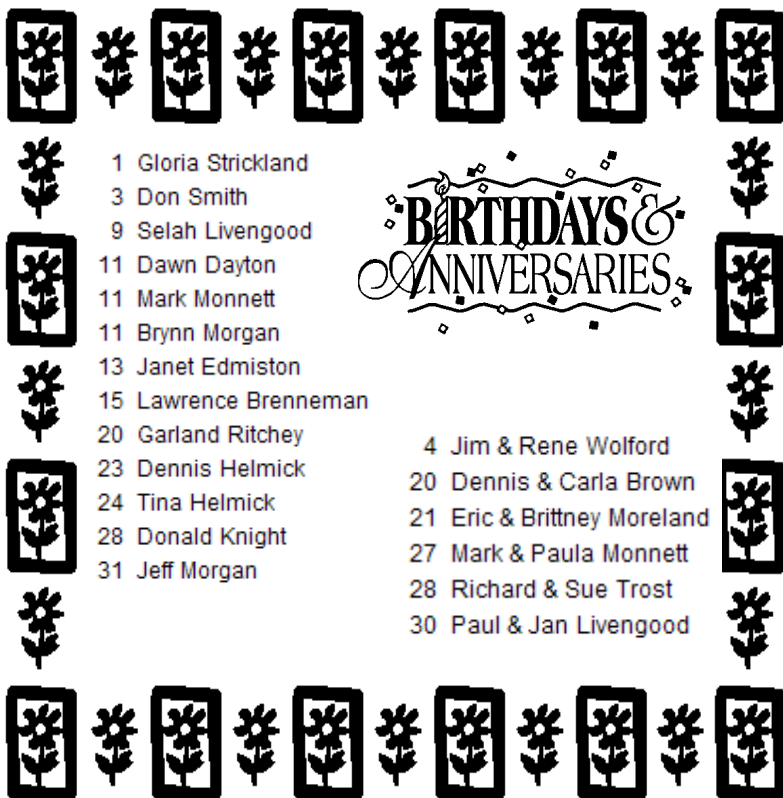 1 Gloria Strickland
3 Don Smith
9 Selah Livengood
11 Dawn Dayton
11 Mark Monnett
11 Brynn Morgan
13 Janet Edmiston
15 Lawrence Brenneman
20 Garland Ritchey
23 Dennis Helmick
24 Tina Helmick
28 Donald Knight
31 Jeff Morgan
BIRTHDAYS &
ANNIVERSARIES
4 Jim & Rene Wolford
20 Dennis & Carla Brown
21 Eric & Brittney Moreland
27 Mark & Paula Monnett
28 Richard & Sue Trost
30 Paul & Jan Livengood